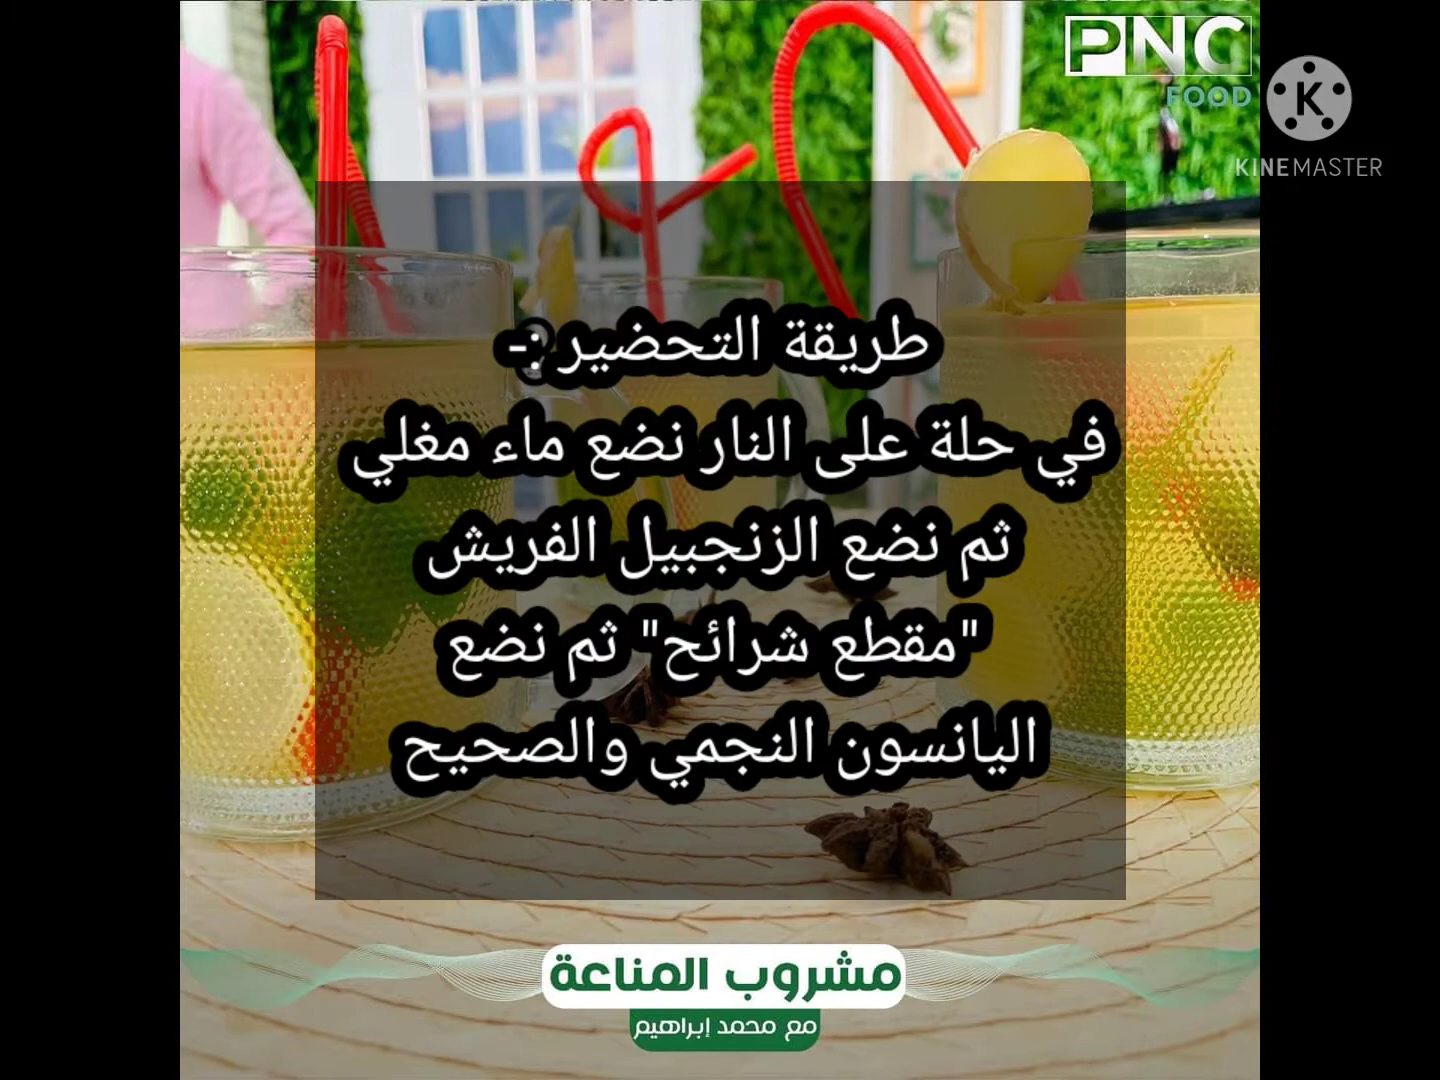 PNC
FOOD
K
KINEMASTER
طريقة التحضير :-
في حلة على النار نضع ماء مغلي
ثم نضع الزنجبيل الفريش
"مقطع شرائح" ثم نضع
اليانسون النجمي والصحيح
مشروب المناعة
مع محمد إبراهيم